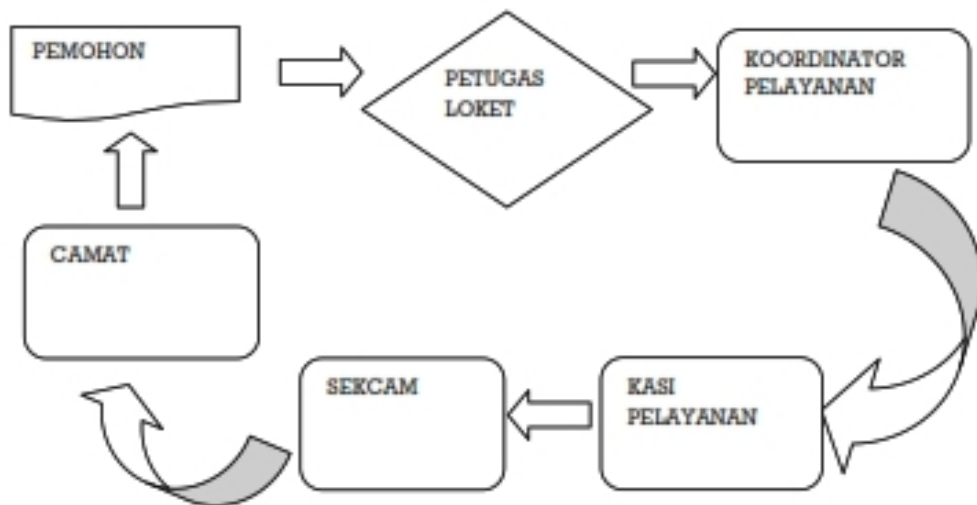 PEMOHON
PETUGAS
LOKET
KOORDINATOR
PELAYANAN
KASI
PELAYANAN
SEKCAM
CAMAT